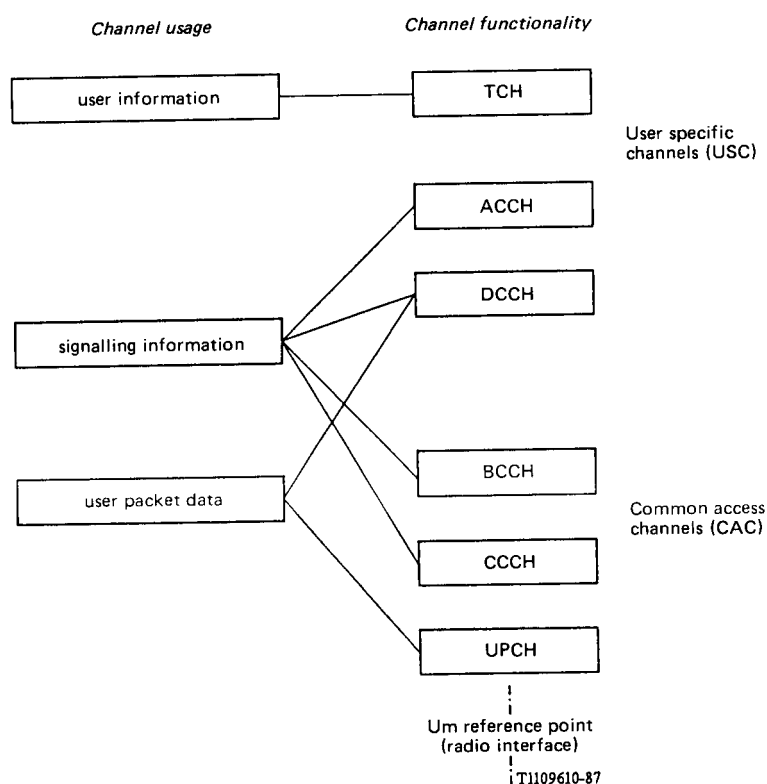 Channel usage
Channel functionality
user information
TCH
User specific
channels (USC)
ACCH
DCCH
signalling information
BCCH
user packet data
Common access
channels (CAC)
CCCH
UPCH
Um reference point
(radio interface)
T1109610-87